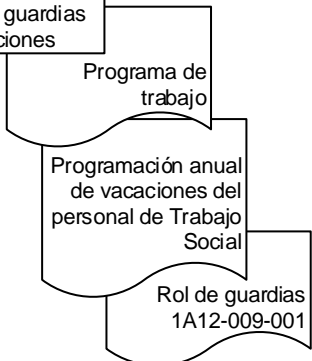 guardias
ciones
Programa de
trabajo
Programación anual
de vacaciones del
personal de Trabajo
Social
Rol de guardias
1A12-009-001